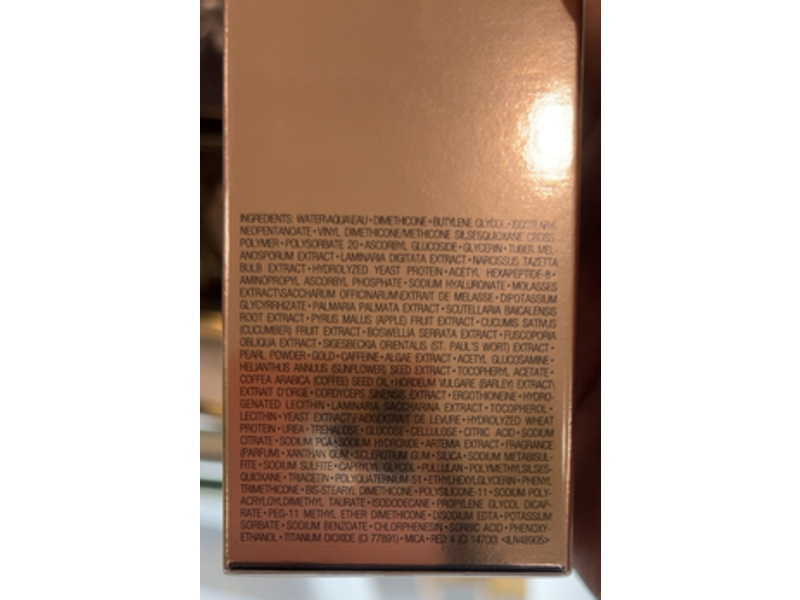 INGREDIENTS: WATER\AQUA\EAU • DIMETHICONE • BUTYLENE GLYCOL • ISOSTEARYL
NEOPENTANOATE • VINYL DIMETHICONE/METHICONE SILSESQUIOXANE CROSS-
POLYMER • POLYSORBATE 20 • ASCORBYL GLUCOSIDE • GLYCERIN • TUBER MEL-
ANOSPORUM EXTRACT • LAMINARIA DIGITATA EXTRACT • NARCISSUS TAZETTA
BULB EXTRACT • HYDROLYZED YEAST PROTEIN • ACETYL HEXAPEPTIDE-8 •
AMINOPROPYL ASCORBYL PHOSPHATE • SODIUM HYALURONATE • MOLASSES
EXTRACT\SACCHARUM OFFICINARUM\EXTRAIT DE MELASSE • DIPOTASSIUM
GLYCYRRHIZATE • PALMARIA PALMATA EXTRACT • SCUTELLARIA BAICALENSIS
ROOT EXTRACT • PYRUS MALUS (APPLE) FRUIT EXTRACT • CUCUMIS SATIVUS
(CUCUMBER) FRUIT EXTRACT • BOSWELLIA SERRATA EXTRACT • FUSCOPORIA
OBLIQUA EXTRACT • SIGESBECKIA ORIENTALIS (ST. PAUL'S WORT) EXTRACT •
PEARL POWDER • GOLD • CAFFEINE • ALGAE EXTRACT • ACETYL GLUCOSAMINE •
HELIANTHUS ANNUUS (SUNFLOWER) SEED EXTRACT • TOCOPHERYL ACETATE •
COFFEA ARABICA (COFFEE) SEED OIL • HORDEUM VULGARE (BARLEY) EXTRACT\
EXTRAIT D'ORGE • CORDYCEPS SINENSIS EXTRACT • ERGOTHIONEINE • HYDRO-
GENATED LECITHIN • LAMINARIA SACCHARINA EXTRACT • TOCOPHEROL •
LECITHIN • YEAST EXTRACT\FAEX\EXTRAIT DE LEVURE • HYDROLYZED WHEAT
PROTEIN • UREA • TREHALOSE • GLUCOSE • CELLULOSE • CITRIC ACID • SODIUM
CITRATE • SODIUM PCA • SODIUM HYDROXIDE • ARTEMIA EXTRACT • FRAGRANCE
(PARFUM) • XANTHAN GUM • SCLEROTIUM GUM • SILICA • SODIUM METABISUL-
FITE • SODIUM SULFITE • CAPRYLYL GLYCOL • PULLULAN • POLYMETHYLSILSES-
QUIOXANE • TRIACETIN • POLYQUATERNIUM-51 • ETHYLHEXYLGLYCERIN • PHENYL
TRIMETHICONE • BIS-STEARYL DIMETHICONE • POLYSILICONE-11 • SODIUM POLY-
ACRYLOYLDIMETHYL TAURATE • ISODODECANE • PROPYLENE GLYCOL DICAP-
RATE • PEG-11 METHYL ETHER DIMETHICONE • DISODIUM EDTA • POTASSIUM
SORBATE • SODIUM BENZOATE • CHLORPHENESIN • SORBIC ACID • PHENOXY-
ETHANOL • TITANIUM DIOXIDE (CI 77891) • MICA • RED 4 (CI 14700) <ILN48905>